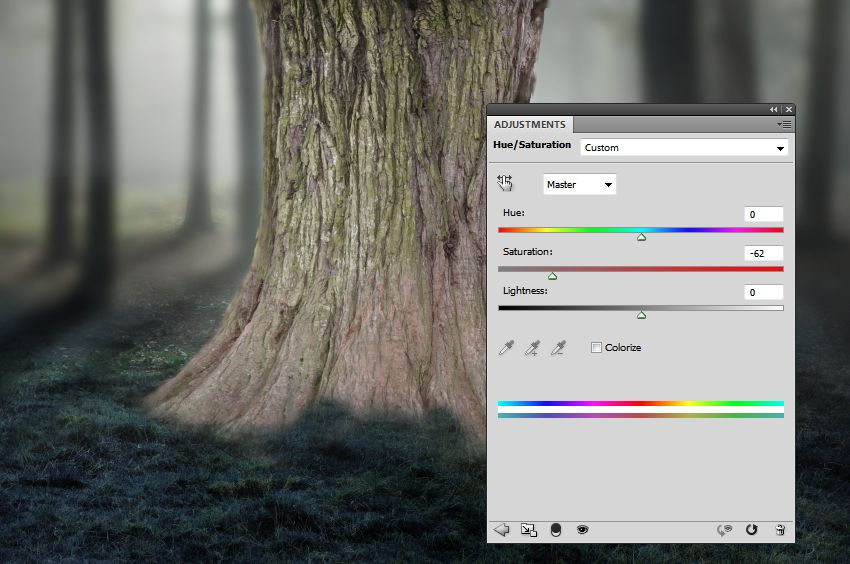 ADJUSTMENTS
Hue/Saturation Custom
Master
Hue: 0
Saturation: -62
Lightness: 0
Colorize